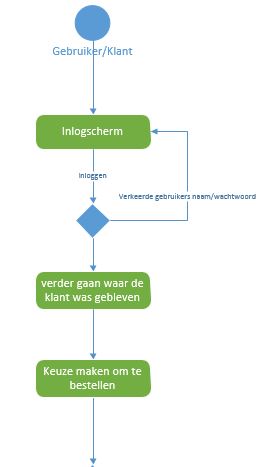 Gebruiker/Klant
Inlogscherm
Inloggen
Verkeerde gebruikers naam/wachtwoord
verder gaan waar de
klant was gebleven
Keuze maken om te
bestellen